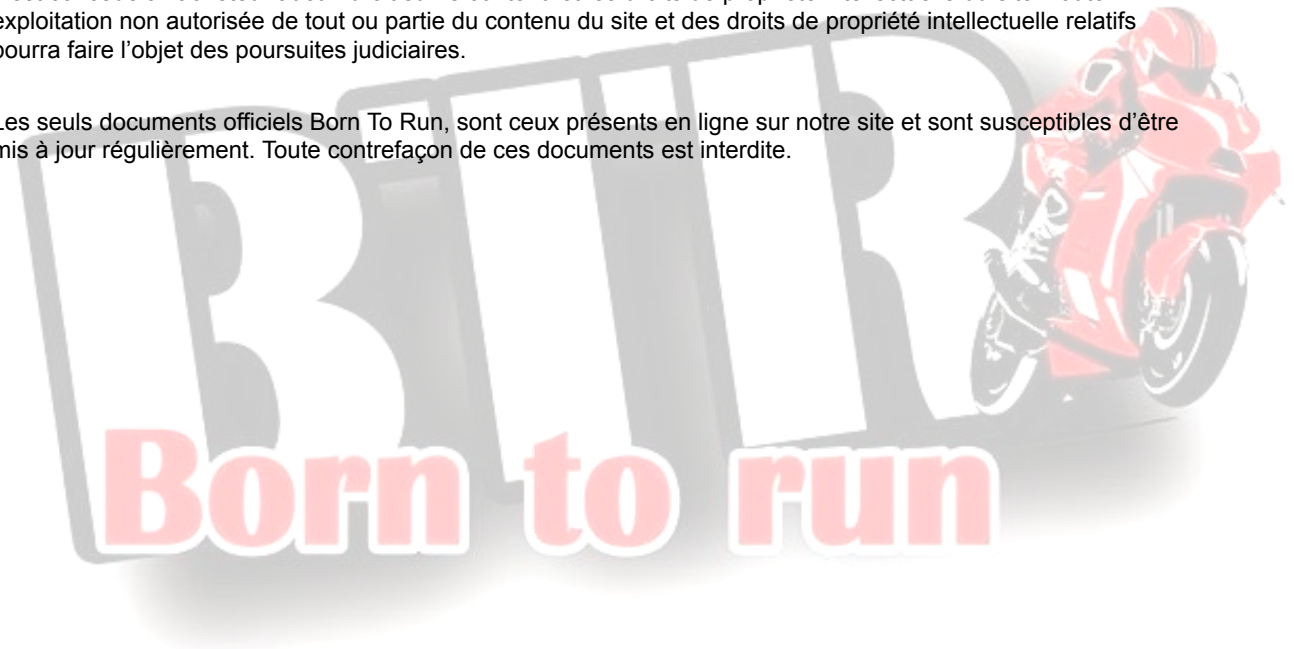 exploitation non autorisée de tout ou partie du contenu du site et des droits de propriété intellectuelle relatifs
pourra faire l’objet des poursuites judiciaires.
Les seuls documents officiels Born To Run, sont ceux présents en ligne sur notre site et sont susceptibles d’être
mis à jour régulièrement. Toute contrefaçon de ces documents est interdite.
BTR
Born to run